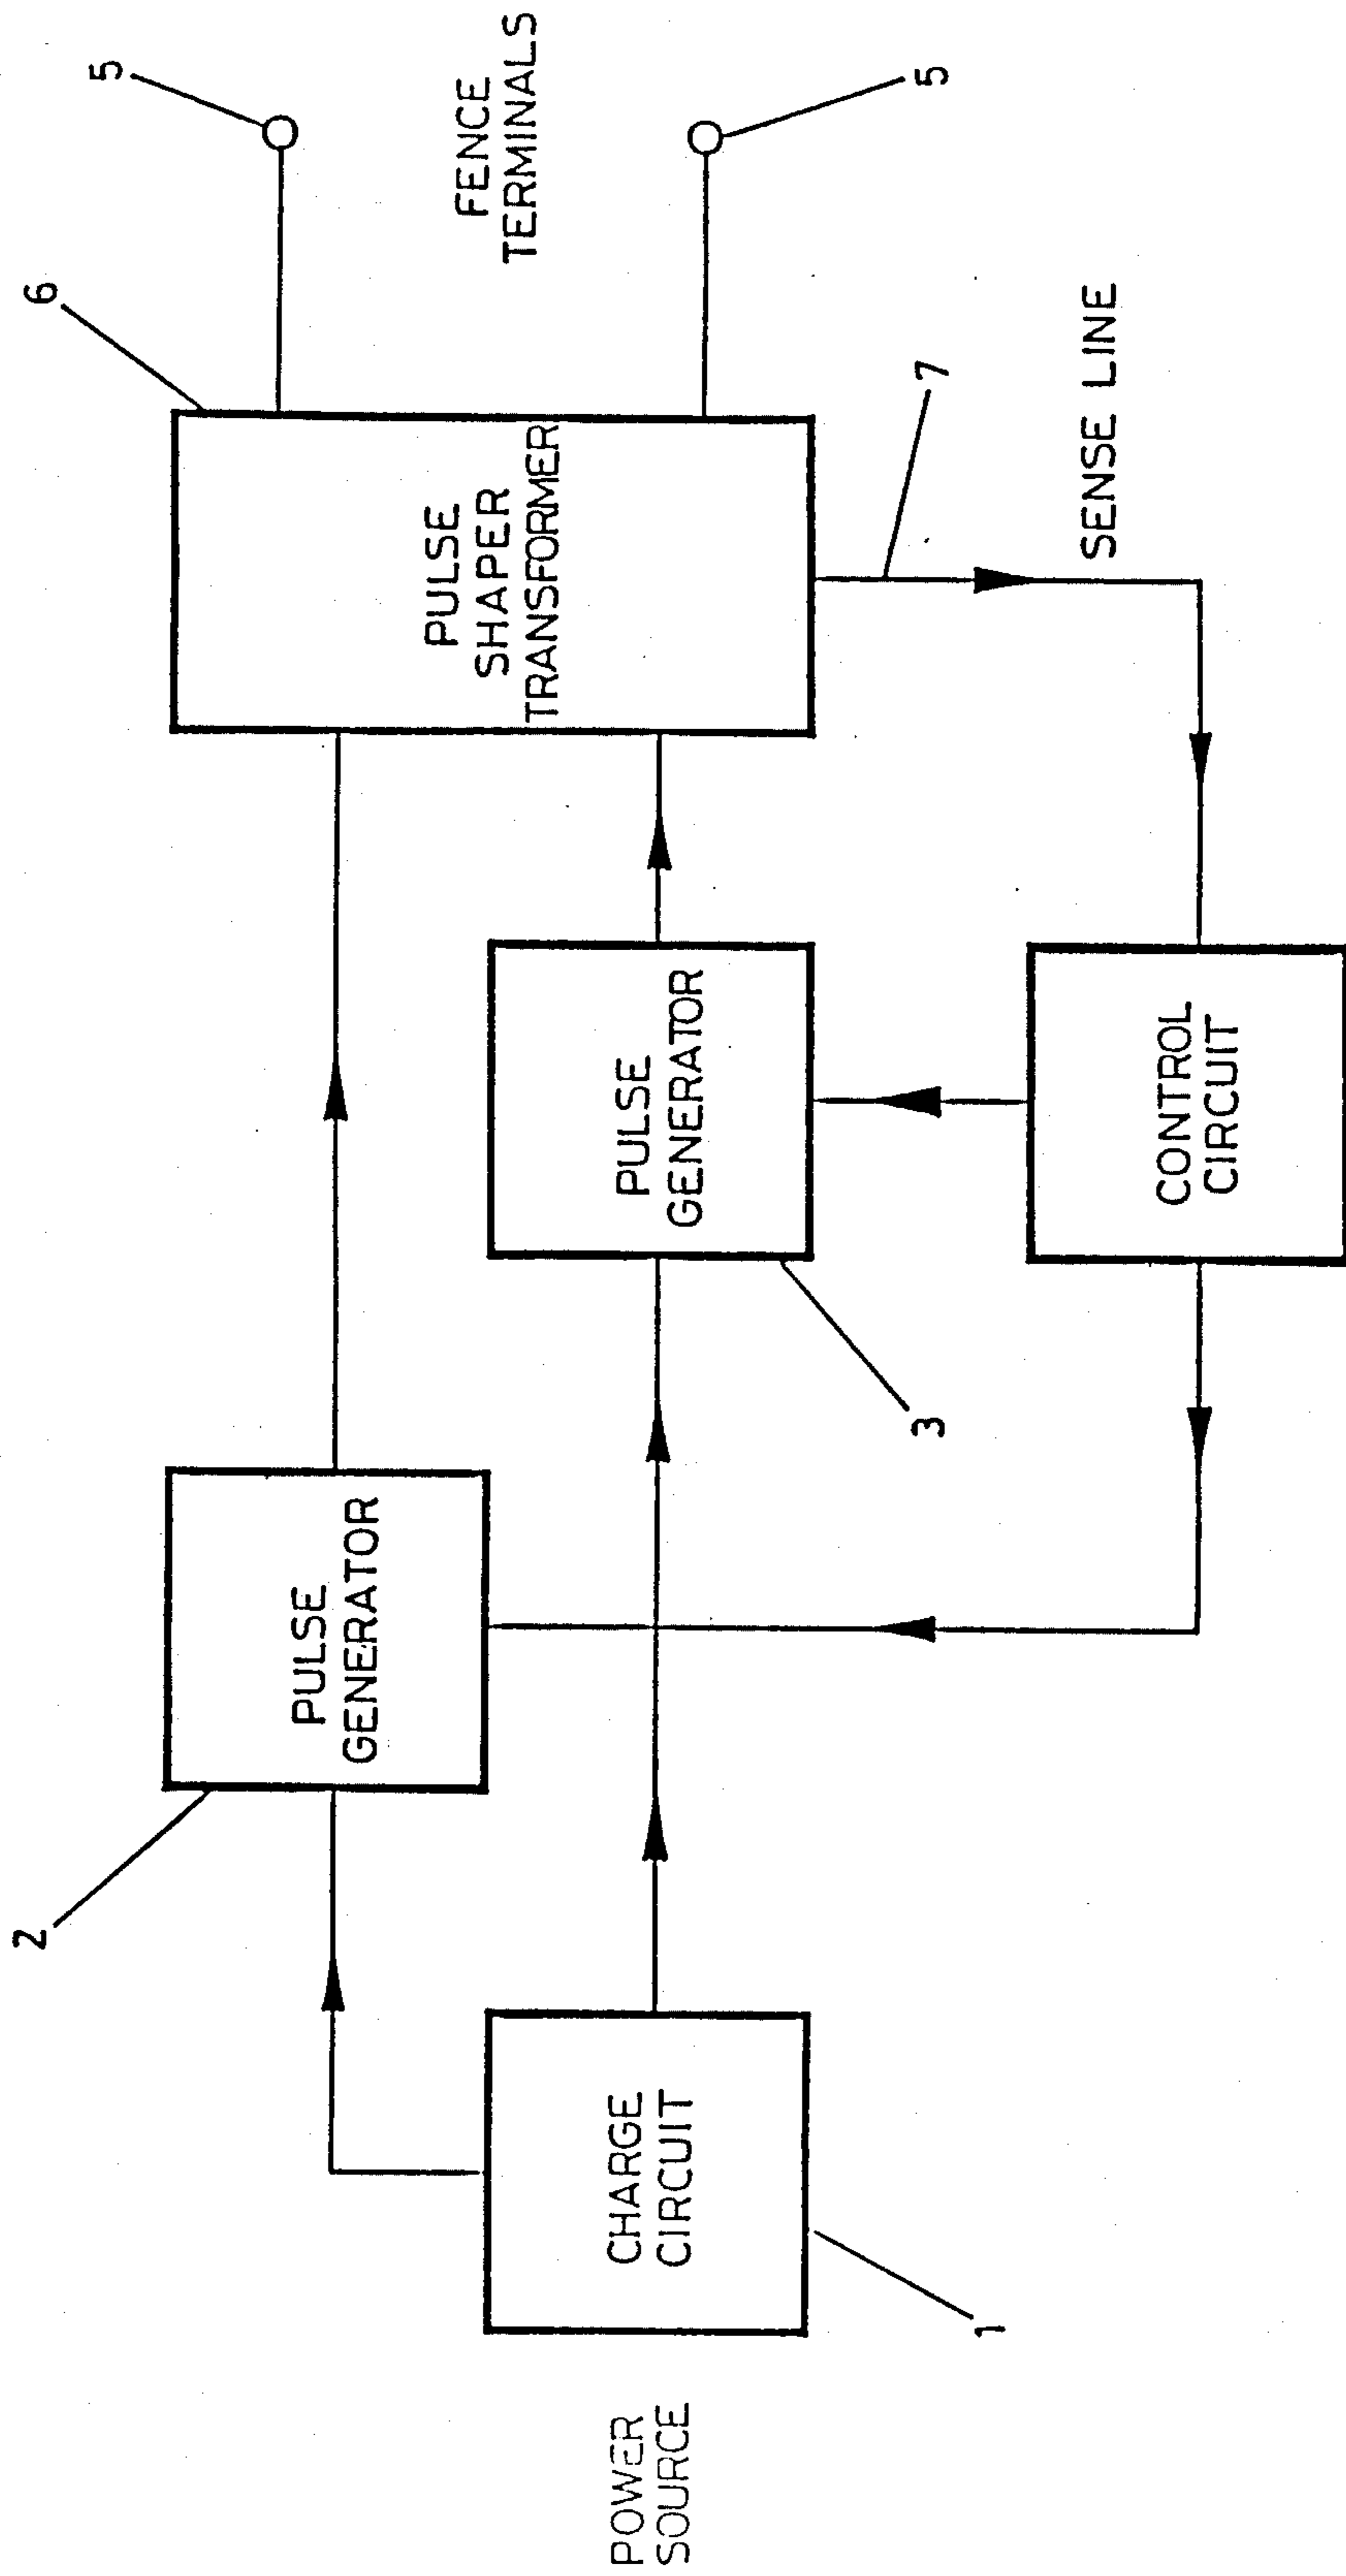 POWER
SOURCE
CHARGE
CIRCUIT
1
2
PULSE
GENERATOR
PULSE
GENERATOR
3
CONTROL
CIRCUIT
PULSE
SHAPER
TRANSFORMER
6
7
SENSE LINE
5
FENCE
TERMINALS
5